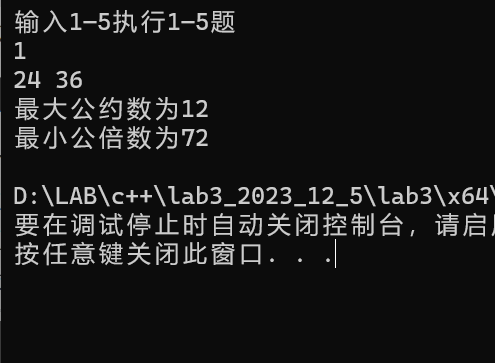 输入1-5执行1-5题
1
24 36
最大公约数为12
最小公倍数为72
D:\LAB\c++\lab3_2023_12_5\lab3\x64\
要在调试停止时自动关闭控制台，请启
按任意键关闭此窗口. . .